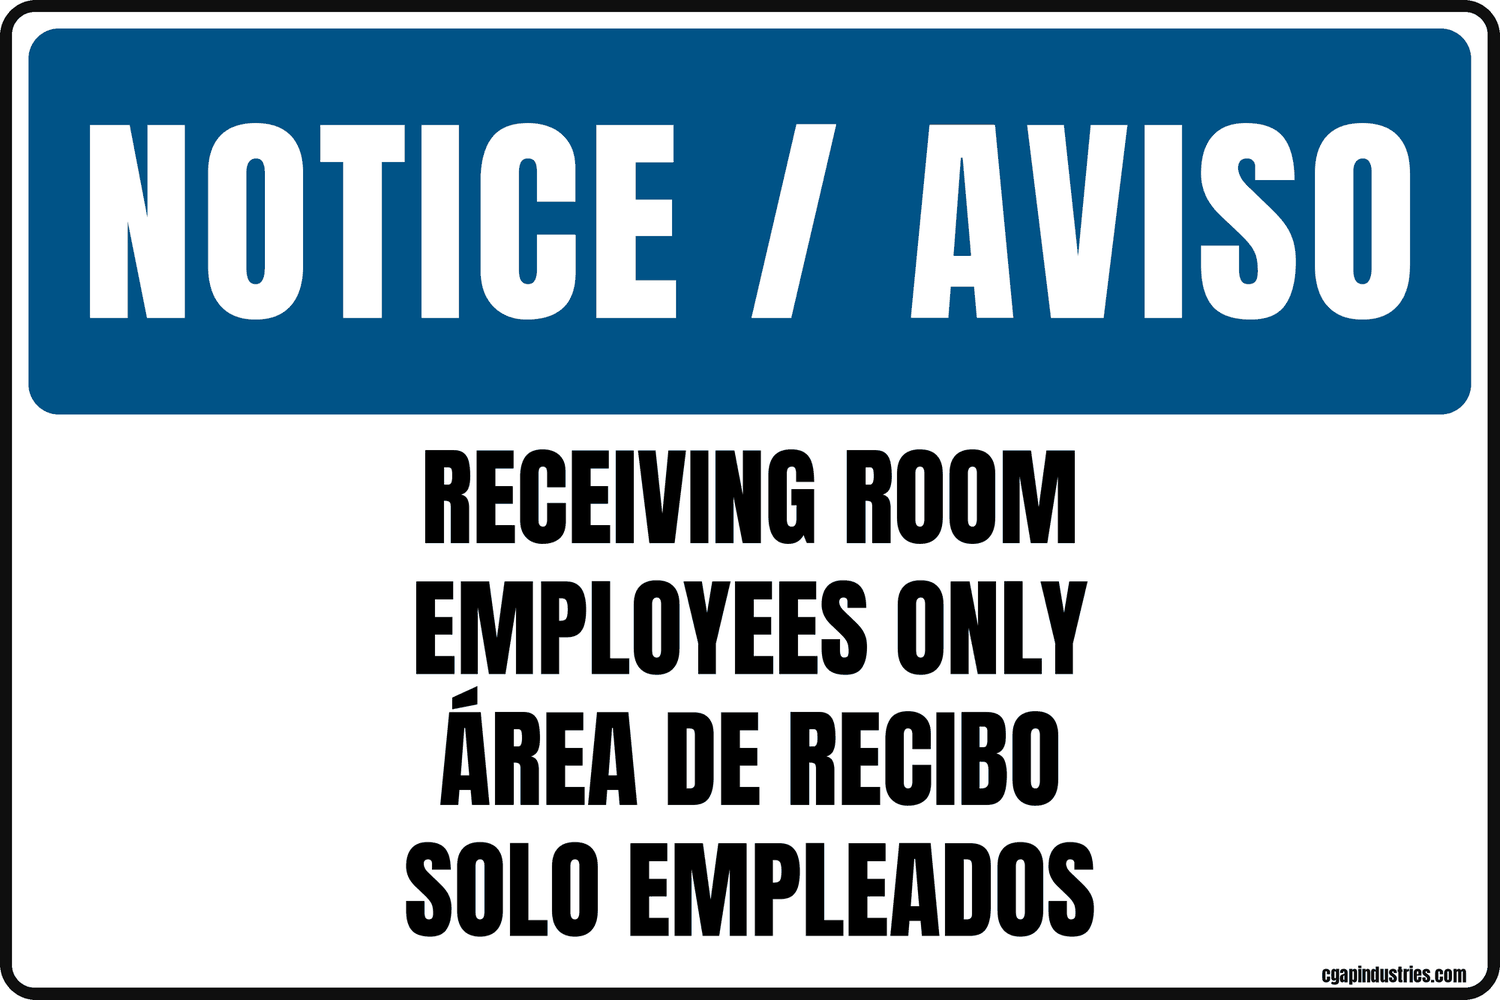 NOTICE / AVISO
RECEIVING ROOM
EMPLOYEES ONLY
ÁREA DE RECIBO
SOLO EMPLEADOS
cgapindustries.com